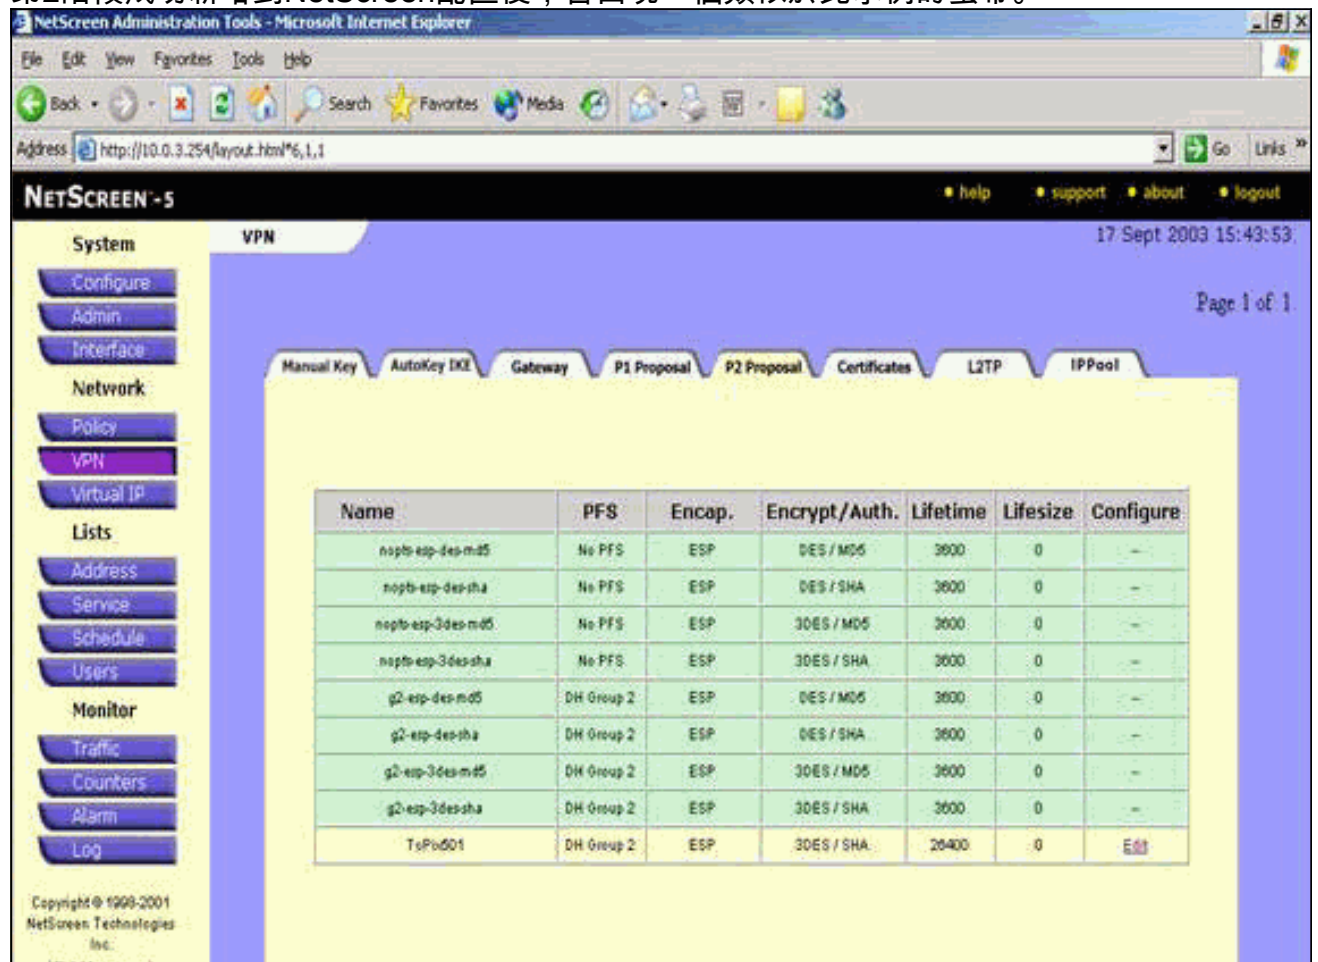 NetScreen Administration Tools - Microsoft Internet Explorer
File Edit View Favorites Tools Help
Back Search Favorites Media
Address http://10.0.3.254/layout.html*6,1,1 Go Links »
NETSCREEN-5 help support about logout
VPN 17 Sept 2003 15:43:53
Page 1 of 1
System
Configure
Admin
Interface
Network
Policy
VPN
Virtual IP
Lists
Address
Service
Schedule
Users
Monitor
Traffic
Counters
Alarm
Log
Copyright © 1998-2001
NetScreen Technologies
Inc.
Manual Key AutoKey IKE Gateway P1 Proposal P2 Proposal Certificates L2TP IPPool
Name PFS Encap. Encrypt/Auth. Lifetime Lifesize Configure
nopfs-esp-des-md5 No PFS ESP DES / MD5 3600 0 -
nopfs-esp-des-sha No PFS ESP DES / SHA 3600 0 -
nopfs-esp-3des-md5 No PFS ESP 3DES / MD5 3600 0 -
nopfs-esp-3des-sha No PFS ESP 3DES / SHA 3600 0 -
g2-esp-des-md5 DH Group 2 ESP DES / MD5 3600 0 -
g2-esp-des-sha DH Group 2 ESP DES / SHA 3600 0 -
g2-esp-3des-md5 DH Group 2 ESP 3DES / MD5 3600 0 -
g2-esp-3des-sha DH Group 2 ESP 3DES / SHA 3600 0 -
ToPix501 DH Group 2 ESP 3DES / SHA 26400 0 Edit